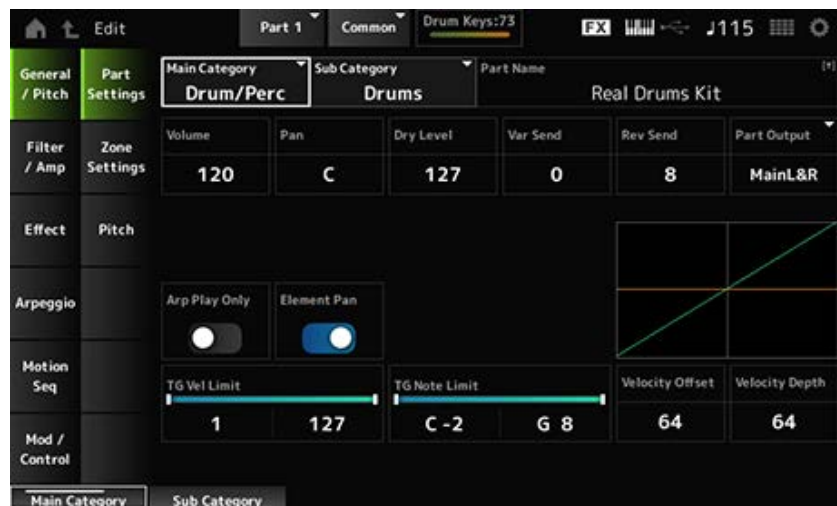 Edit
Part 1
Common
Drum Keys:73
FX
♩115
General / Pitch
Part Settings
Main Category
Drum/Perc
Sub Category
Drums
Part Name
Real Drums Kit
Filter / Amp
Zone Settings
Volume
120
Pan
C
Dry Level
127
Var Send
0
Rev Send
8
Part Output
MainL&R
Effect
Pitch
Arpeggio
Arp Play Only
Element Pan
Motion Seq
TG Vel Limit
1
127
TG Note Limit
C -2
G 8
Velocity Offset
64
Velocity Depth
64
Mod / Control
Main Category
Sub Category